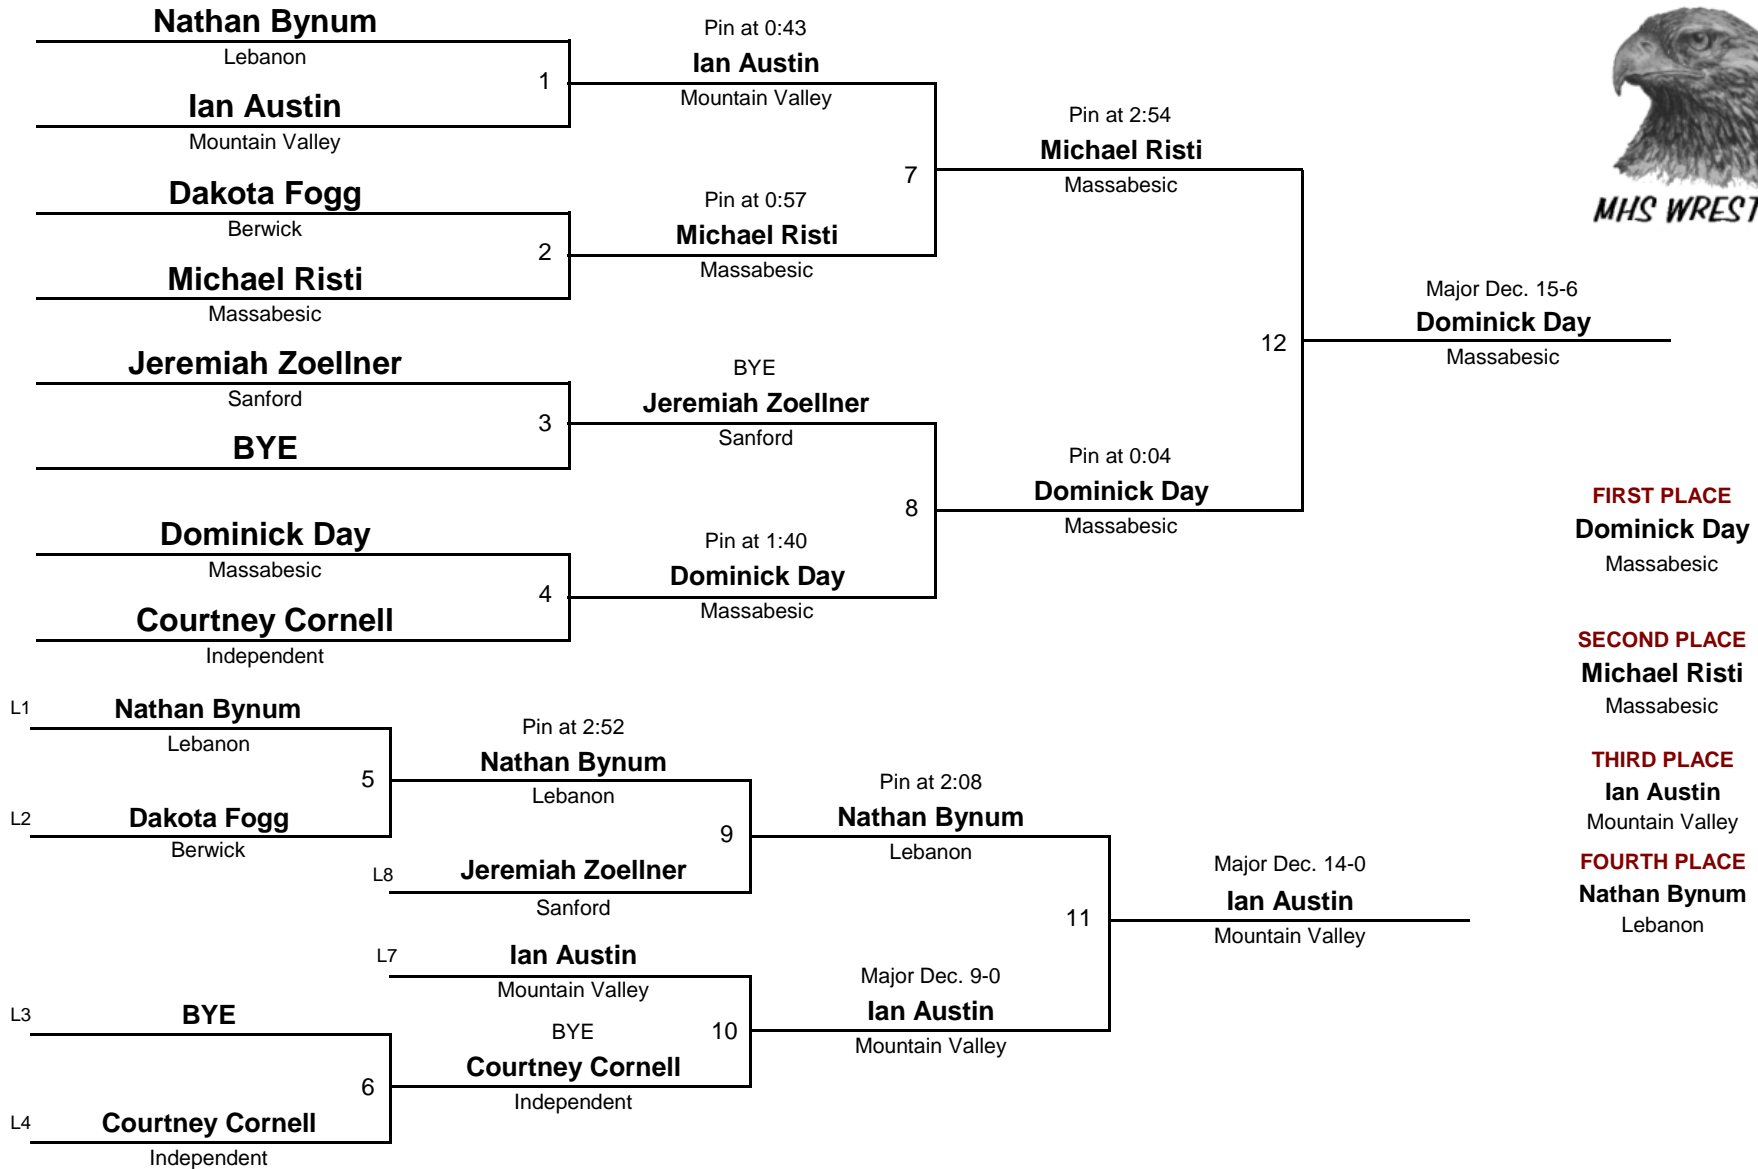 Nathan Bynum
Lebanon
1
Ian Austin
Mountain Valley
Dakota Fogg
Berwick
2
Michael Risti
Massabesic
Jeremiah Zoellner
Sanford
3
BYE
Dominick Day
Massabesic
4
Courtney Cornell
Independent
Pin at 0:43
Ian Austin
Mountain Valley
7
Pin at 0:57
Michael Risti
Massabesic
BYE
Jeremiah Zoellner
Sanford
8
Pin at 1:40
Dominick Day
Massabesic
Pin at 2:54
Michael Risti
Massabesic
12
Pin at 0:04
Dominick Day
Massabesic
Major Dec. 15-6
Dominick Day
Massabesic
MHS WREST
FIRST PLACE
Dominick Day
Massabesic
SECOND PLACE
Michael Risti
Massabesic
THIRD PLACE
Ian Austin
Mountain Valley
FOURTH PLACE
Nathan Bynum
Lebanon
L1
Nathan Bynum
Lebanon
5
L2
Dakota Fogg
Berwick
Pin at 2:52
Nathan Bynum
Lebanon
9
L8
Jeremiah Zoellner
Sanford
L7
Ian Austin
Mountain Valley
10
L3
BYE
6
L4
Courtney Cornell
Independent
BYE
Courtney Cornell
Independent
Pin at 2:08
Nathan Bynum
Lebanon
11
Major Dec. 9-0
Ian Austin
Mountain Valley
Major Dec. 14-0
Ian Austin
Mountain Valley